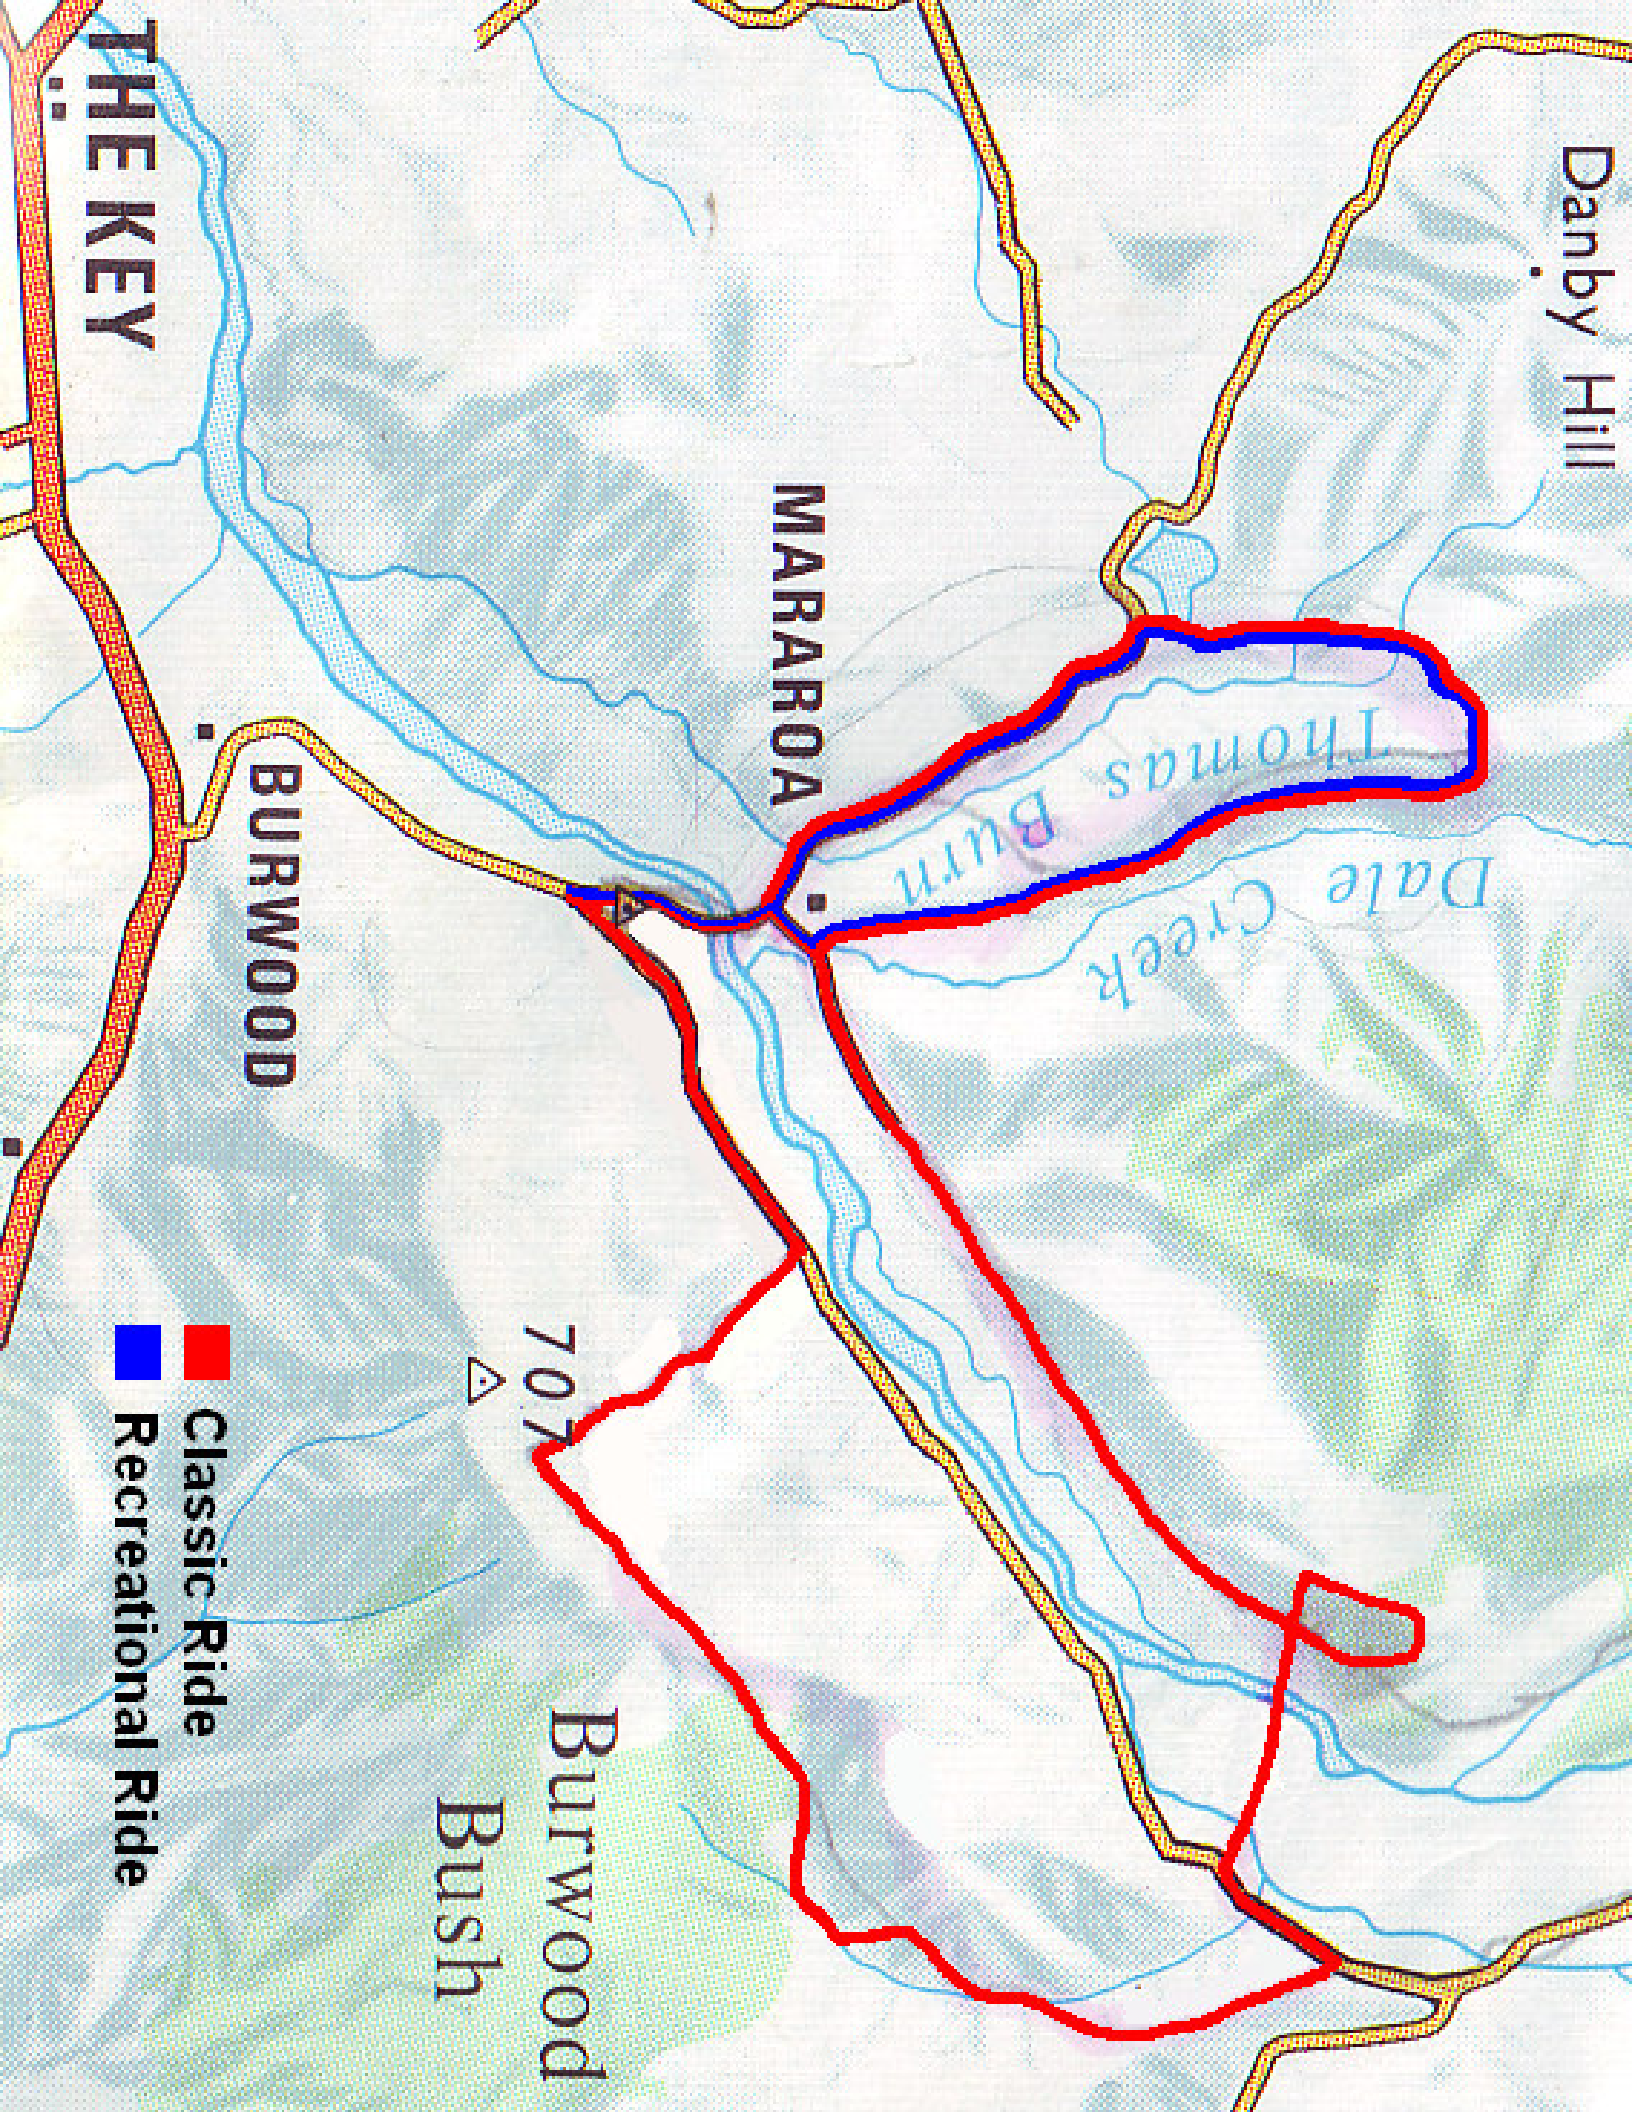 Danby Hill
THE KEY
MARAROA
Thomas Burn
Dale Creek
BURWOOD
707
Burwood
Bush
Classic Ride
Recreational Ride